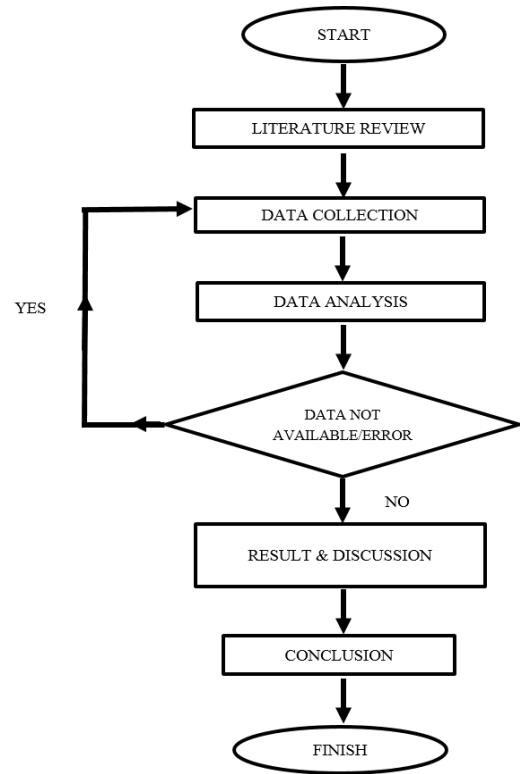 START
LITERATURE REVIEW
DATA COLLECTION
YES
DATA ANALYSIS
DATA NOT
AVAILABLE/ERROR
NO
RESULT & DISCUSSION
CONCLUSION
FINISH